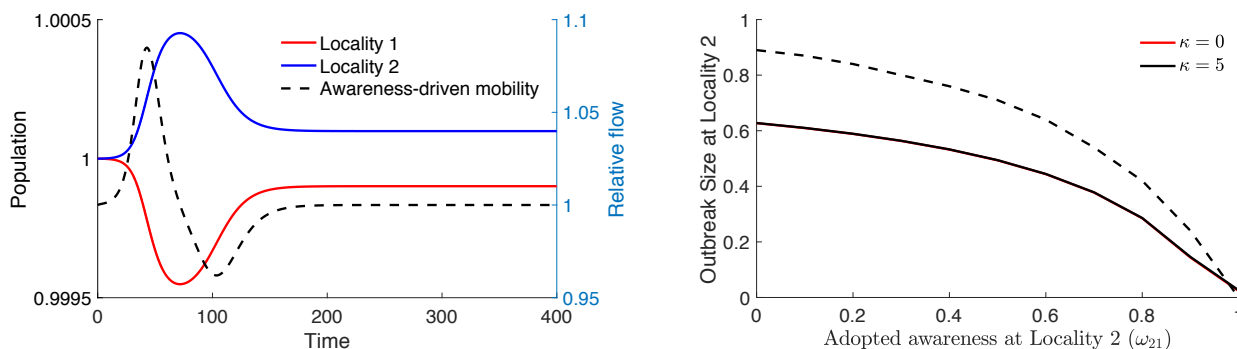 1.0005
1
0.9995
Population
0
100
200
300
400
Time
1.1
1.05
1
0.95
Relative flow
Locality 1
Locality 2
Awareness-driven mobility
1
0.8
0.6
0.4
0.2
0
Outbreak Size at Locality 2
0
0.2
0.4
0.6
0.8
Adopted awareness at Locality 2 (ω₂₁)
κ = 0
κ = 5